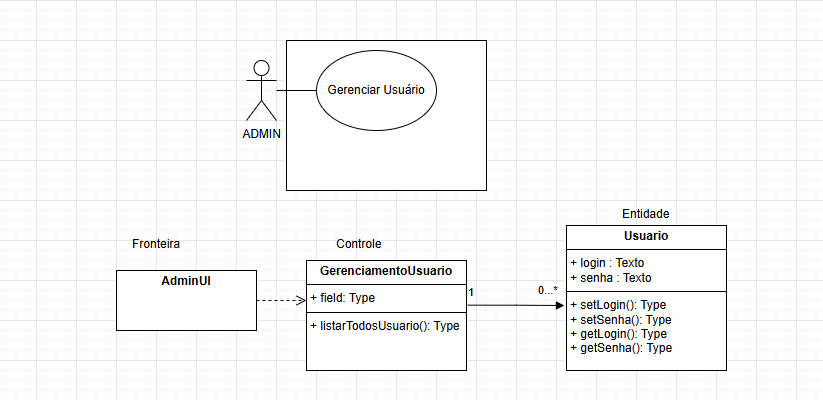 Gerenciar Usuário
ADMIN
Fronteira
AdminUI
Controle
GerenciamentoUsuario
+ field: Type
+ listarTodosUsuario(): Type
1
0...*
Entidade
Usuario
+ login : Texto
+ senha : Texto
+ setLogin(): Type
+ setSenha(): Type
+ getLogin(): Type
+ getSenha(): Type